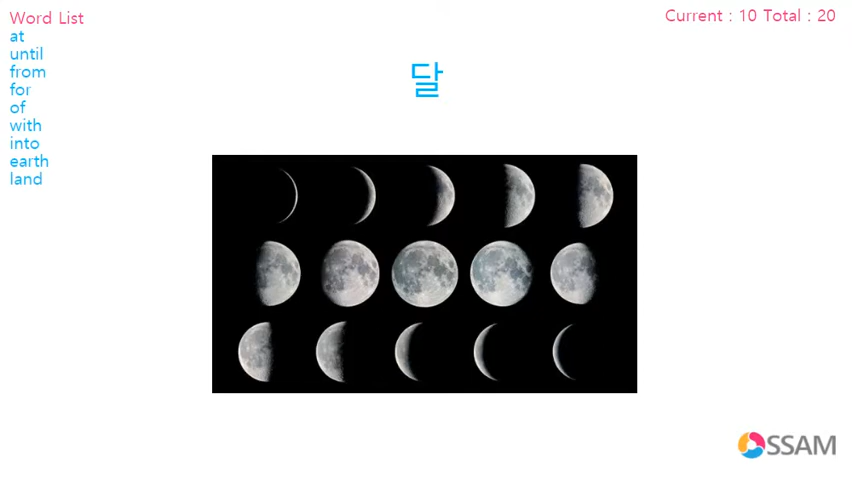 Word List
at
until
from
for
of
with
into
earth
land
Current : 10 Total : 20
달
SSAM